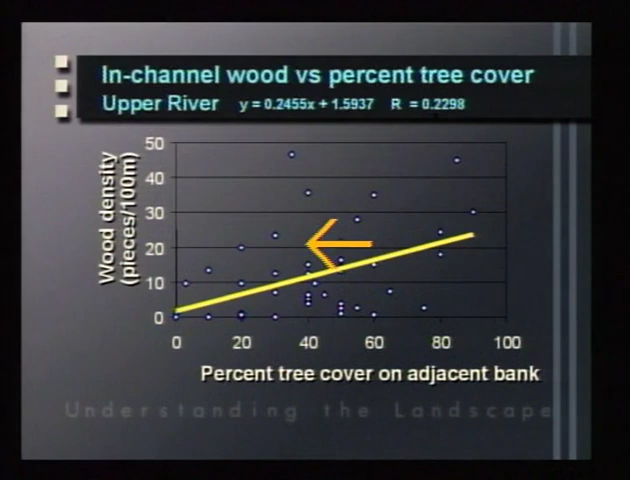 In-channel wood vs percent tree cover
Upper River y = 0.2455x + 1.5937 R = 0.2298
Wood density
(pieces/100m)
50
40
30
20
10
0
0 20 40 60 80 100
Percent tree cover on adjacent bank
Understanding the Landscape